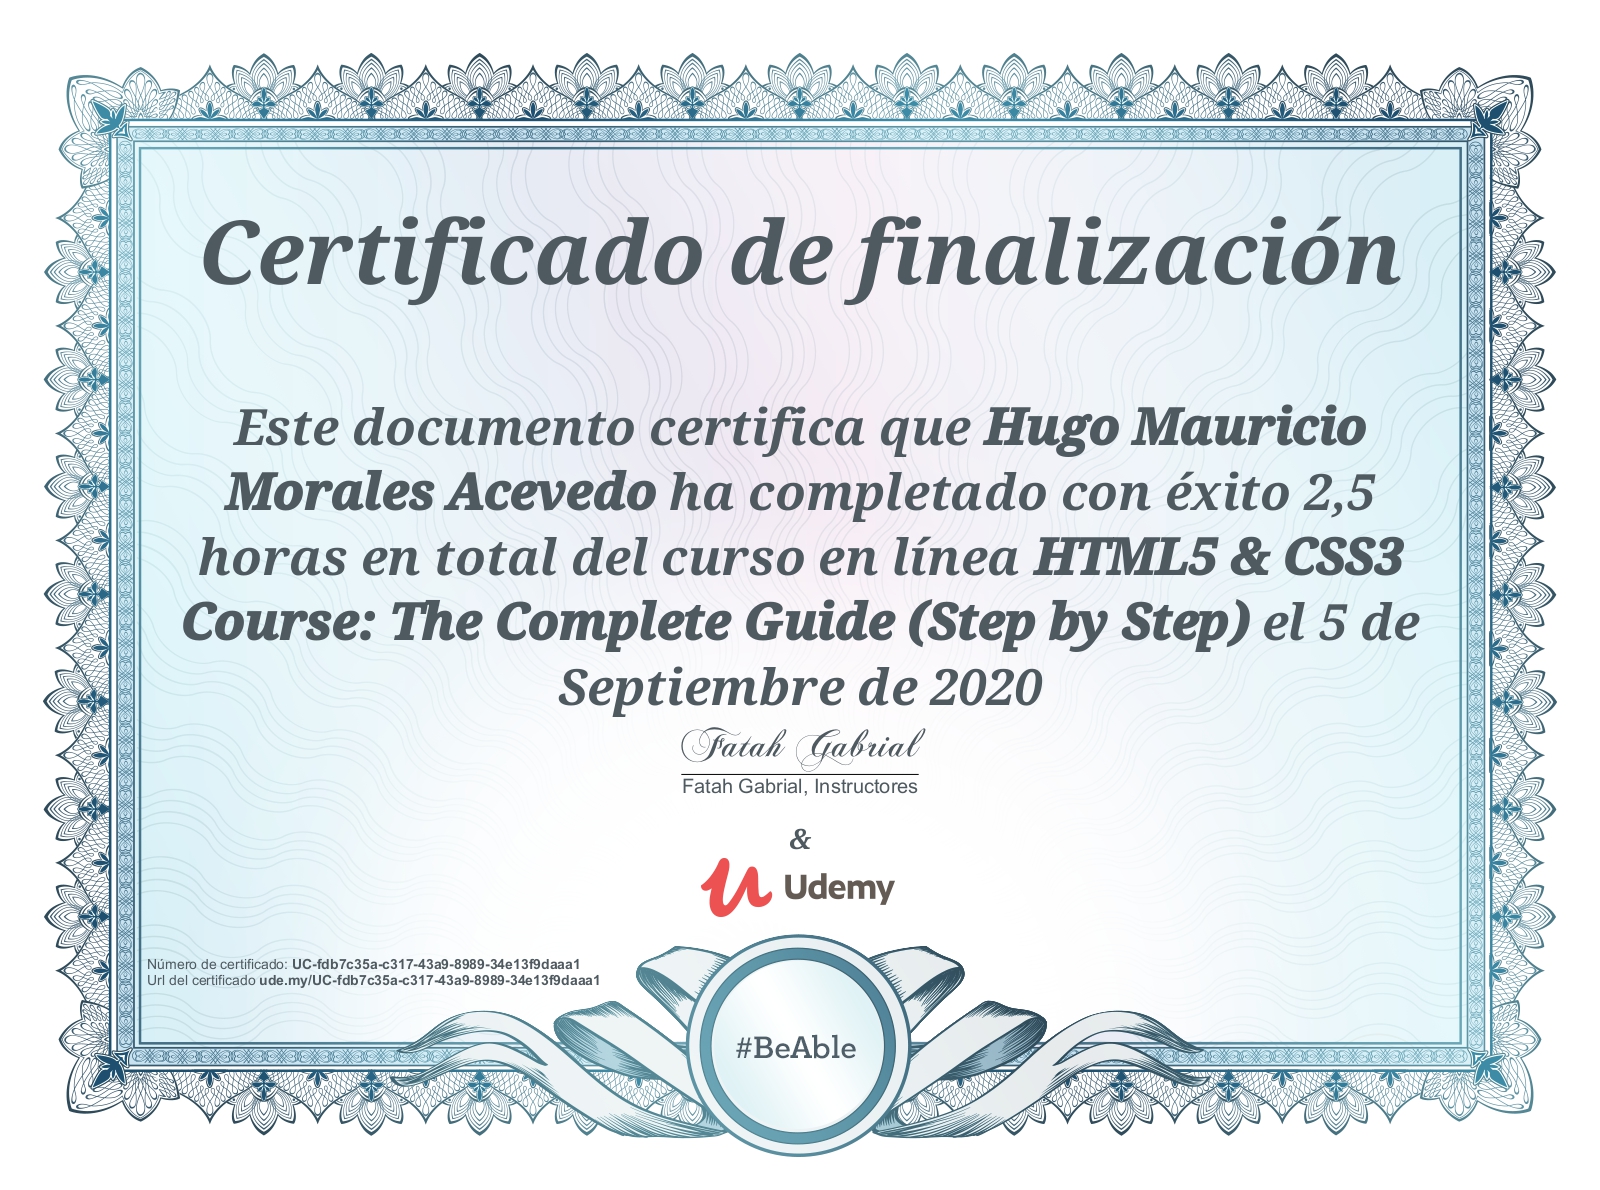 Certificado de finalización
Este documento certifica que Hugo Mauricio
Morales Acevedo ha completado con éxito 2,5
horas en total del curso en línea HTML5 & CSS3
Course: The Complete Guide (Step by Step) el 5 de
Septiembre de 2020
Fatah Gabrial
Fatah Gabrial, Instructores
&
Udemy
Número de certificado: UC-fdb7c35a-c317-43a9-8989-34e13f9daaa1
Url del certificado ude.my/UC-fdb7c35a-c317-43a9-8989-34e13f9daaa1
#BeAble